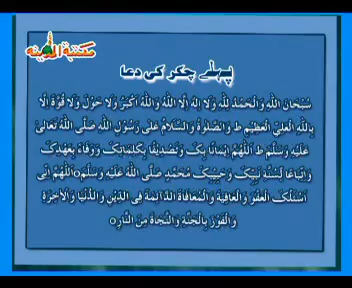 مکتبۃ المدینہ
پہلے چکر کی دعا
سُبْحَانَ اللّٰهِ وَالْحَمْدُ لِلّٰهِ وَلَا اِلٰهَ اِلَّا اللّٰهُ وَاللّٰهُ اَكْبَرُ وَلَا حَوْلَ وَلَا قُوَّةَ اِلَّا
بِاللّٰهِ الْعَلِيِّ الْعَظِيْمِ ط وَالصَّلٰوةُ وَالسَّلَامُ عَلٰى رَسُوْلِ اللّٰهِ صَلَّى اللّٰهُ تَعَالٰى
عَلَيْهِ وَسَلَّمَ ط اَللّٰهُمَّ اِيْمَانًا بِكَ وَتَصْدِيْقًا بِكَلِمَاتِكَ وَوَفَاءً بِعَهْدِكَ
وَاتِّبَاعًا لِسُنَّةِ نَبِيِّكَ وَحَبِيْبِكَ مُحَمَّدٍ صَلَّى اللّٰهُ عَلَيْهِ وَسَلَّمَ o اَللّٰهُمَّ اِنِّىْ
اَسْئَلُكَ الْعَفْوَ وَالْعَافِيَةَ وَالْمُعَافَاةَ الدَّائِمَةَ فِى الدِّيْنِ وَالدُّنْيَا وَالْاٰخِرَةِ
وَالْفَوْزَ بِالْجَنَّةِ وَالنَّجَاةَ مِنَ النَّارِ o